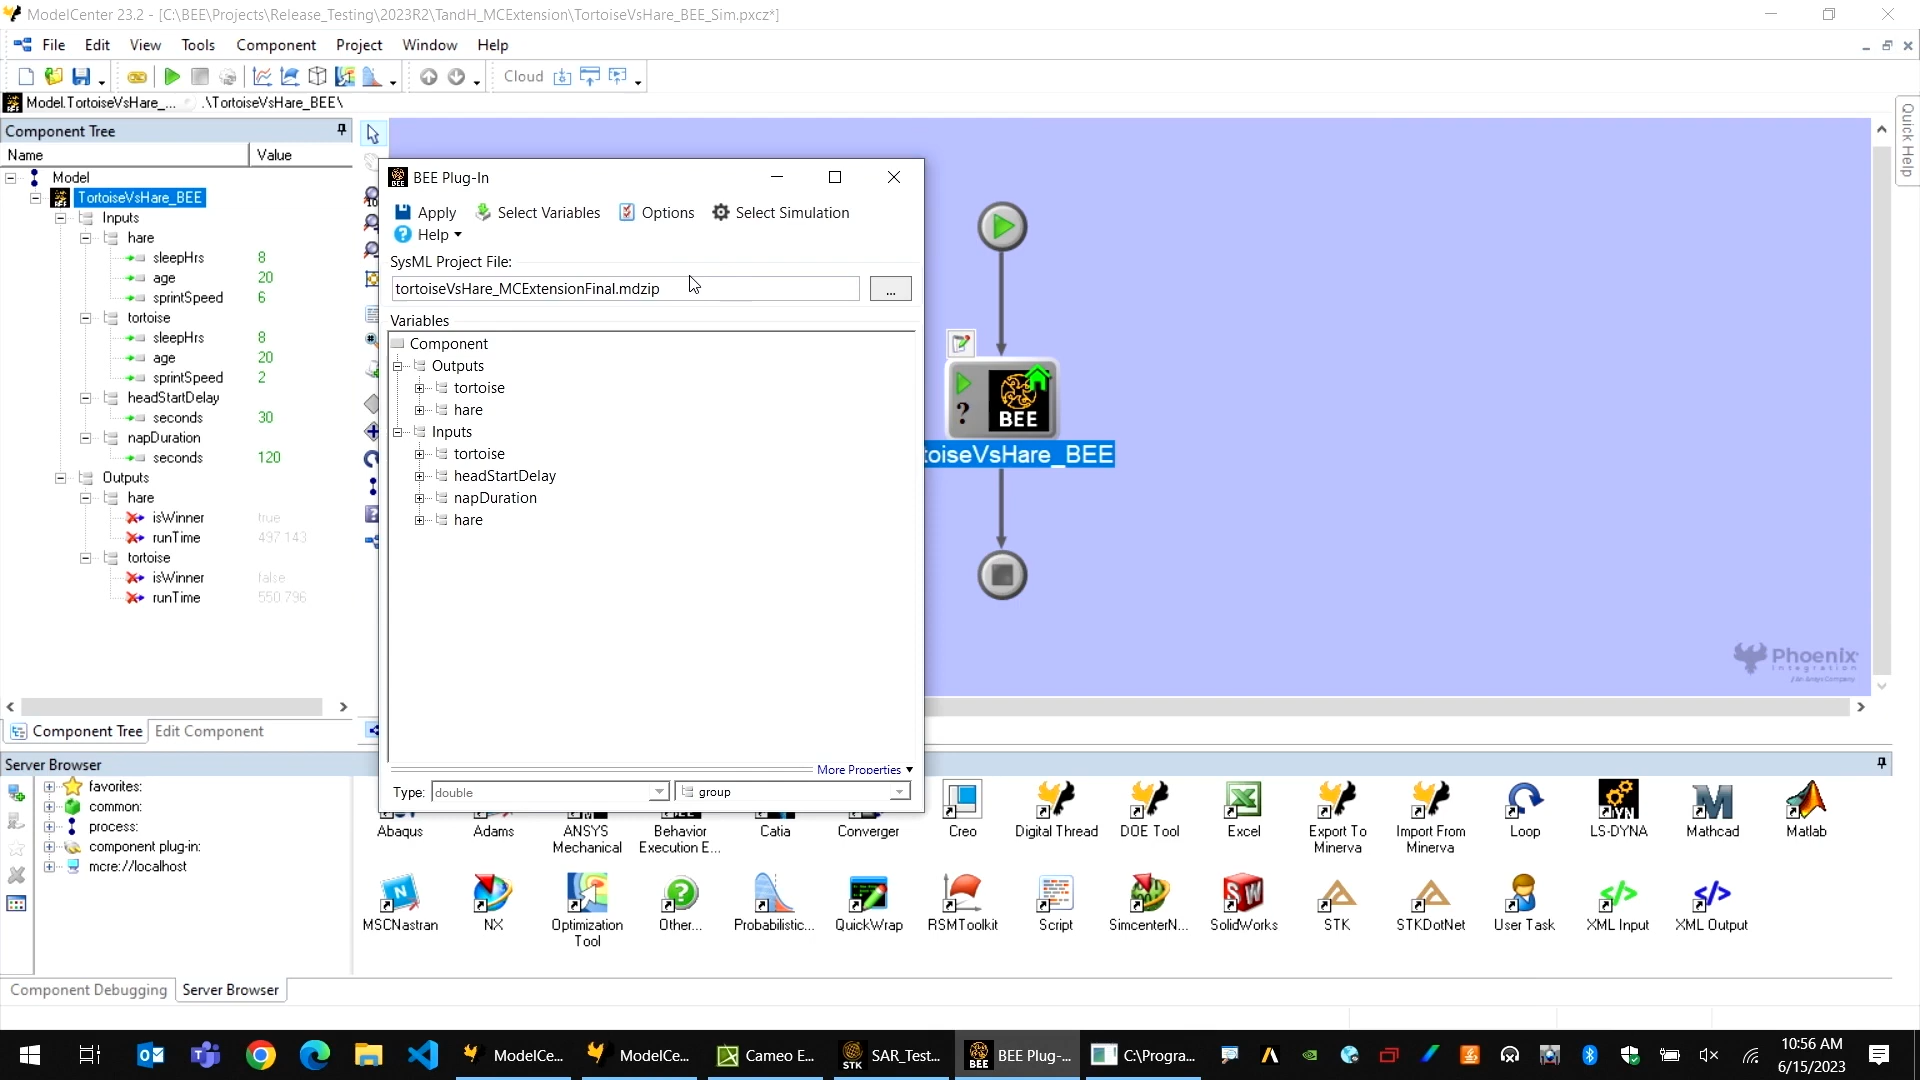 ModelCenter 23.2 - [C:\BEE\Projects\Release_Testing\2023R2\TandH_MCExtension\TortoiseVsHare_BEE_Sim.pxcz*]
File Edit View Tools Component Project Window Help
Cloud
Model.TortoiseVsHare_... .\TortoiseVsHare_BEE\
Component Tree
Name Value
Model
TortoiseVsHare_BEE
Inputs
hare
sleepHrs 8
age 20
sprintSpeed 6
tortoise
sleepHrs 8
age 20
sprintSpeed 2
headStartDelay
seconds 30
napDuration
seconds 120
Outputs
hare
isWinner true
runTime 497.143
tortoise
isWinner false
runTime 550.796
Component Tree Edit Component
BEE Plug-In
Apply Select Variables Options Select Simulation
Help
SysML Project File:
tortoiseVsHare_MCExtensionFinal.mdzip ...
Variables
Component
Outputs
tortoise
hare
Inputs
tortoise
headStartDelay
napDuration
hare
More Properties
Type: double group
? BEE
toiseVsHare_BEE
Phoenix
Integration
/ An Ansys Company
Quick Help
Server Browser
favorites:
common:
process:
component plug-in:
mcre://localhost
Abaqus Adams ANSYS Mechanical Behavior Execution E... Catia Converger Creo Digital Thread DOE Tool Excel Export To Minerva Import From Minerva Loop LS-DYNA Mathcad Matlab
MSCNastran NX Optimization Tool Other... Probabilistic... QuickWrap RSMToolkit Script SimcenterN... SolidWorks STK STKDotNet User Task XML Input XML Output
Component Debugging Server Browser
ModelCe... ModelCe... Cameo E... SAR_Test... BEE Plug-... C:\Progra...
10:56 AM
6/15/2023